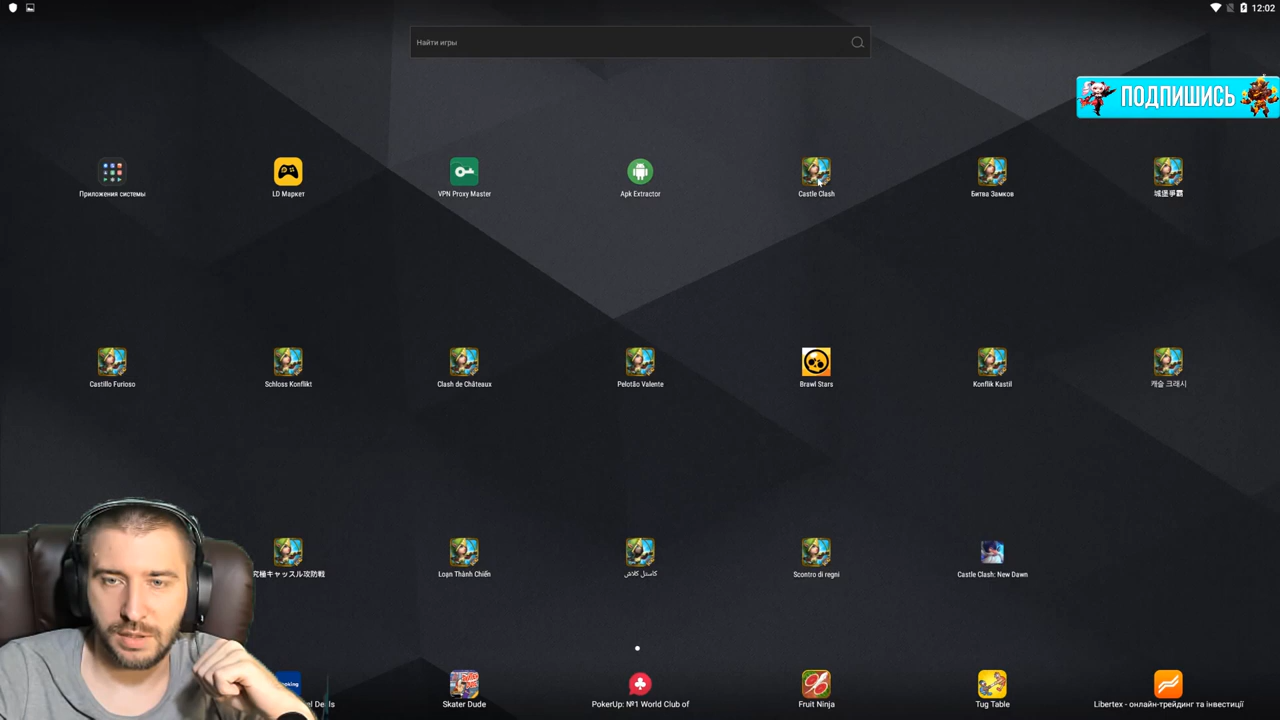 12:02
Найти игры
ПОДПИШИСЬ
Приложения системы
LD Маркет
VPN Proxy Master
Apk Extractor
Castle Clash
Битва Замков
城堡爭霸
Castillo Furioso
Schloss Konflikt
Clash de Châteaux
Pelotão Valente
Brawl Stars
Konflik Kastil
캐슬 크래시
究極キャッスル攻防戦
Loạn Thành Chiến
كاستل كلاش
Scontro di regni
Castle Clash: New Dawn
Skater Dude
PokerUp: №1 World Club of
Fruit Ninja
Tug Table
Libertex - онлайн-трейдинг та інвестиції